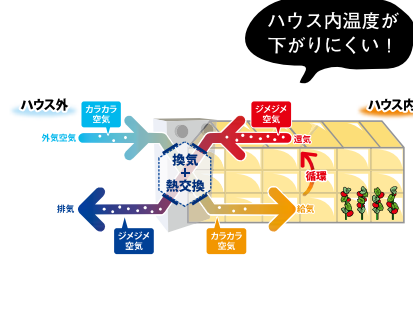 ハウス内温度が
下がりにくい！
ハウス外
カラカラ
空気
ジメジメ
空気
ハウス内
外気空気
還気
換気
+
熱交換
循環
排気
給気
ジメジメ
空気
カラカラ
空気